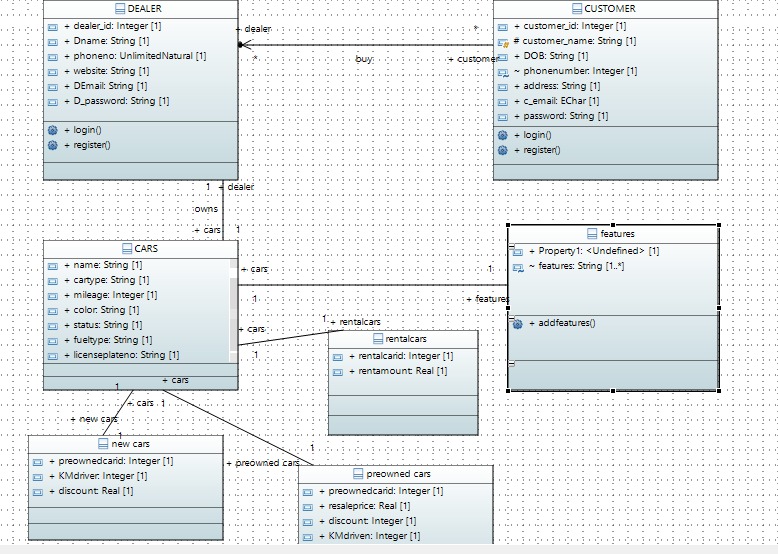 DEALER
+ dealer_id: Integer [1]
+ Dname: String [1]
+ phoneno: UnlimitedNatural [1]
+ website: String [1]
+ DEmail: String [1]
+ D_password: String [1]
+ login()
+ register()
+ dealer
*
*
buy
+ customer
CUSTOMER
+ customer_id: Integer [1]
# customer_name: String [1]
+ DOB: String [1]
~ phonenumber: Integer [1]
+ address: String [1]
+ c_email: EChar [1]
+ password: String [1]
+ login()
+ register()
1 + dealer
owns
+ cars 1
CARS
+ name: String [1]
+ cartype: String [1]
+ mileage: Integer [1]
+ color: String [1]
+ status: String [1]
+ fueltype: String [1]
+ licenseplateno: String [1]
+ cars
1
1
+ features
features
+ Property1: <Undefined> [1]
~ features: String [1..*]
+ addfeatures()
+ cars
1
1 + rentalcars
rentalcars
+ rentalcarid: Integer [1]
+ rentamount: Real [1]
+ cars
1
+ cars 1
+ new cars
1
new cars
+ preownedcarid: Integer [1]
+ KMdriver: Integer [1]
+ discount: Real [1]
1
+ preowned cars
preowned cars
+ preownedcarid: Integer [1]
+ resaleprice: Real [1]
+ discount: Integer [1]
+ KMdriven: Integer [1]